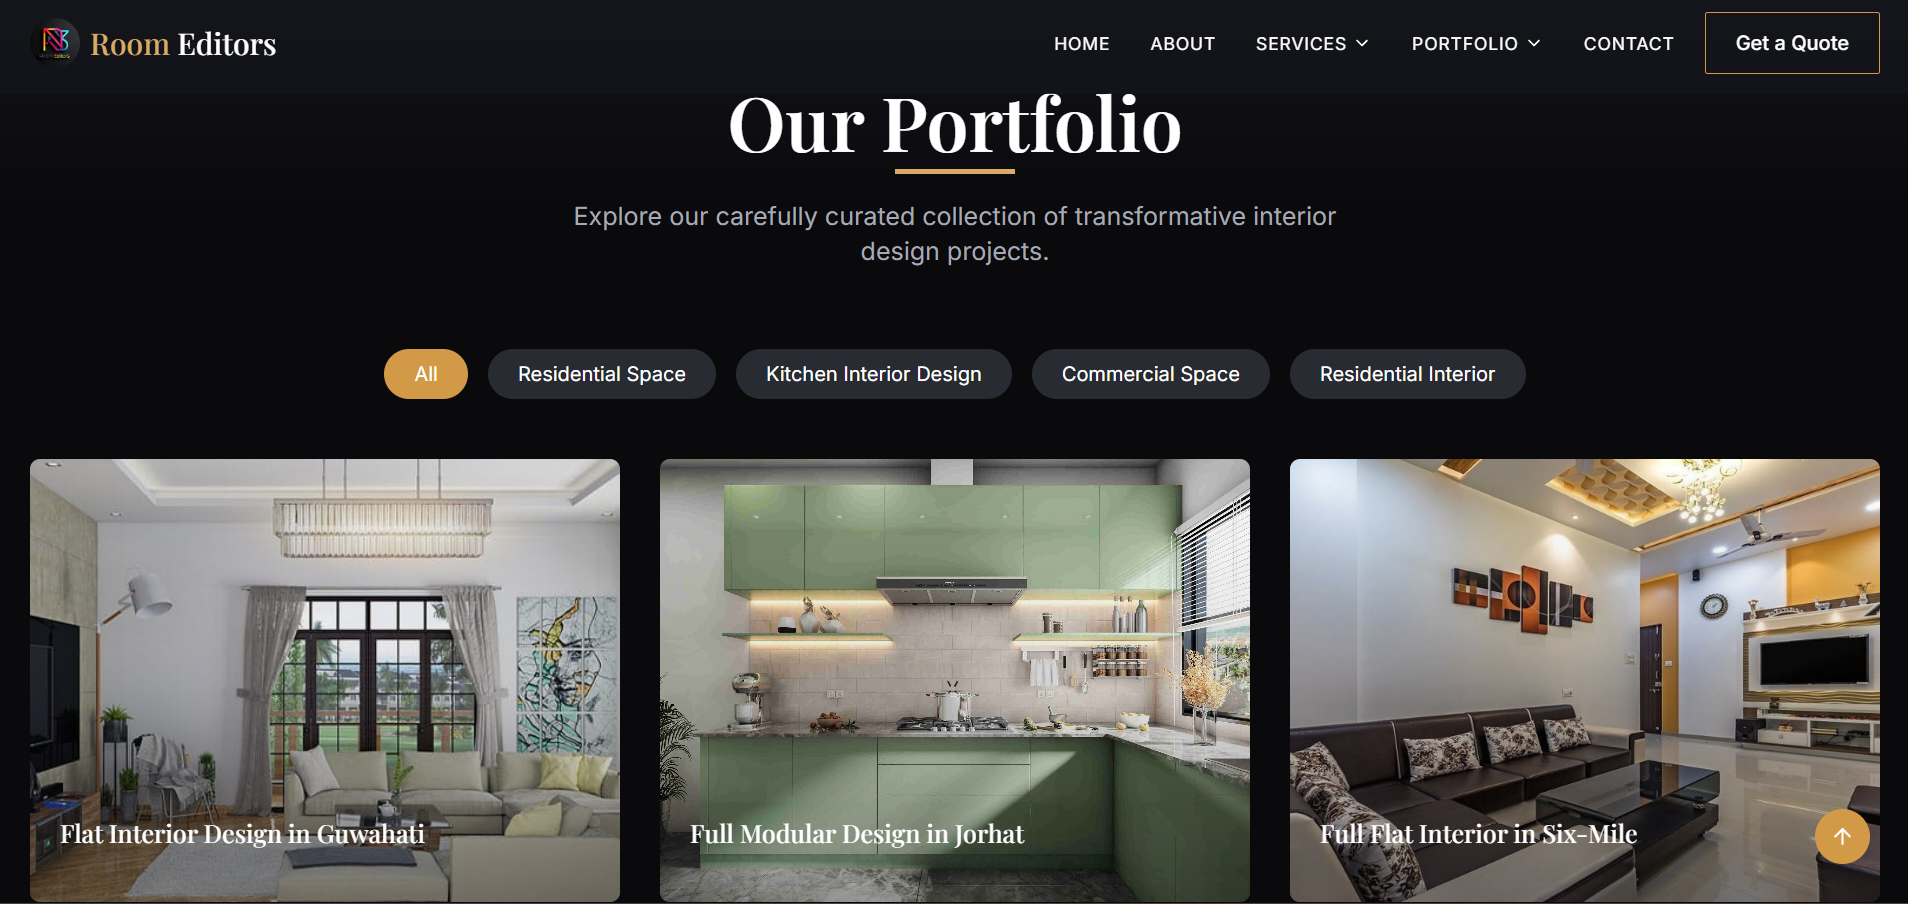 Room Editors
HOME
ABOUT
SERVICES
PORTFOLIO
CONTACT
Get a Quote
Our Portfolio
Explore our carefully curated collection of transformative interior
design projects.
All
Residential Space
Kitchen Interior Design
Commercial Space
Residential Interior
Flat Interior Design in Guwahati
Full Modular Design in Jorhat
Full Flat Interior in Six-Mile